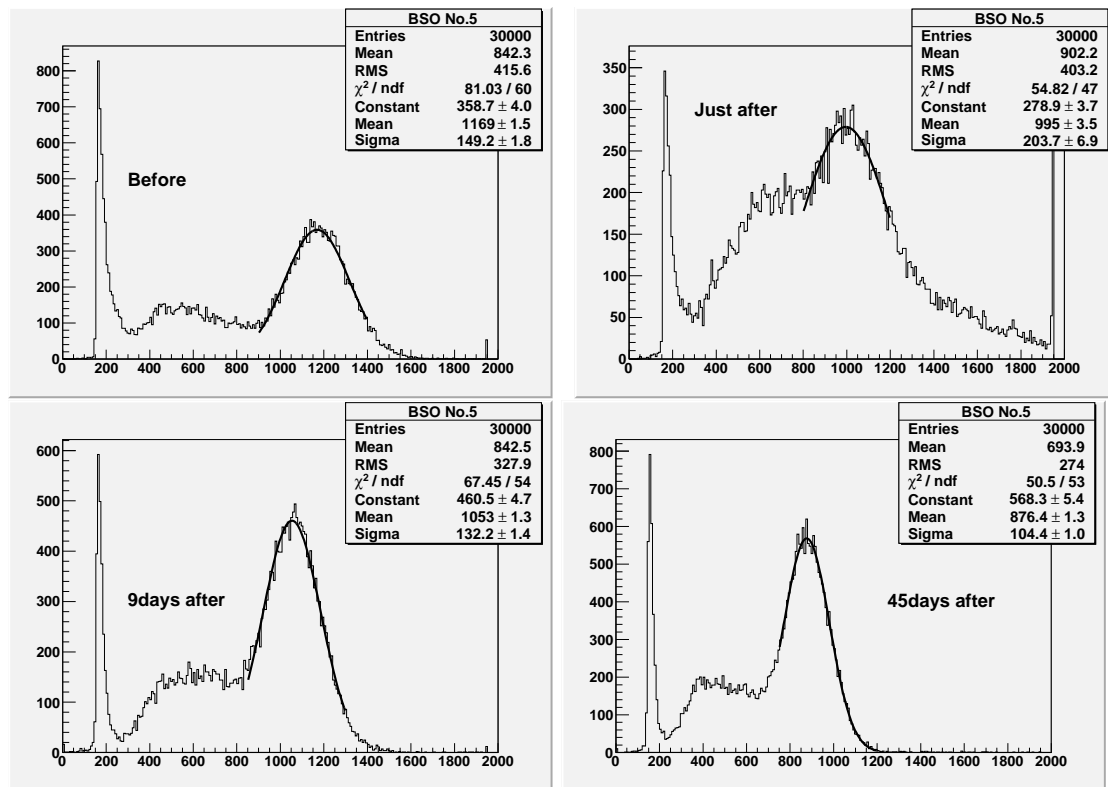 BSO No.5
Entries 30000
Mean 842.3
RMS 415.6
χ² / ndf 81.03 / 60
Constant 358.7 ± 4.0
Mean 1169 ± 1.5
Sigma 149.2 ± 1.8
Before
800
700
600
500
400
300
200
100
0
0 200 400 600 800 1000 1200 1400 1600 1800 2000
BSO No.5
Entries 30000
Mean 902.2
RMS 403.2
χ² / ndf 54.82 / 47
Constant 278.9 ± 3.7
Mean 995 ± 3.5
Sigma 203.7 ± 6.9
Just after
350
300
250
200
150
100
50
0
0 200 400 600 800 1000 1200 1400 1600 1800 2000
BSO No.5
Entries 30000
Mean 842.5
RMS 327.9
χ² / ndf 67.45 / 54
Constant 460.5 ± 4.7
Mean 1053 ± 1.3
Sigma 132.2 ± 1.4
9days after
600
500
400
300
200
100
0
0 200 400 600 800 1000 1200 1400 1600 1800 2000
BSO No.5
Entries 30000
Mean 693.9
RMS 274
χ² / ndf 50.5 / 53
Constant 568.3 ± 5.4
Mean 876.4 ± 1.3
Sigma 104.4 ± 1.0
45days after
800
700
600
500
400
300
200
100
0
0 200 400 600 800 1000 1200 1400 1600 1800 2000